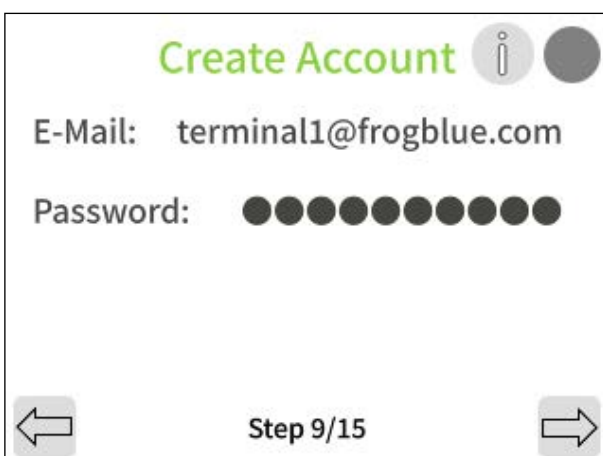 Create Account i
E-Mail: terminal1@frogblue.com
Password: ●●●●●●●●●●
Step 9/15